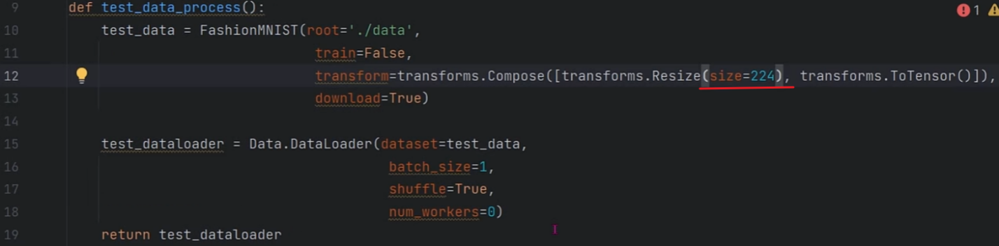 9 def test_data_process():
1
10 test_data = FashionMNIST(root='./data',
11 train=False,
12 transform=transforms.Compose([transforms.Resize(size=224), transforms.ToTensor()]),
13 download=True)
14
15 test_dataloader = Data.DataLoader(dataset=test_data,
16 batch_size=1,
17 shuffle=True,
18 num_workers=0)
19 return test_dataloader